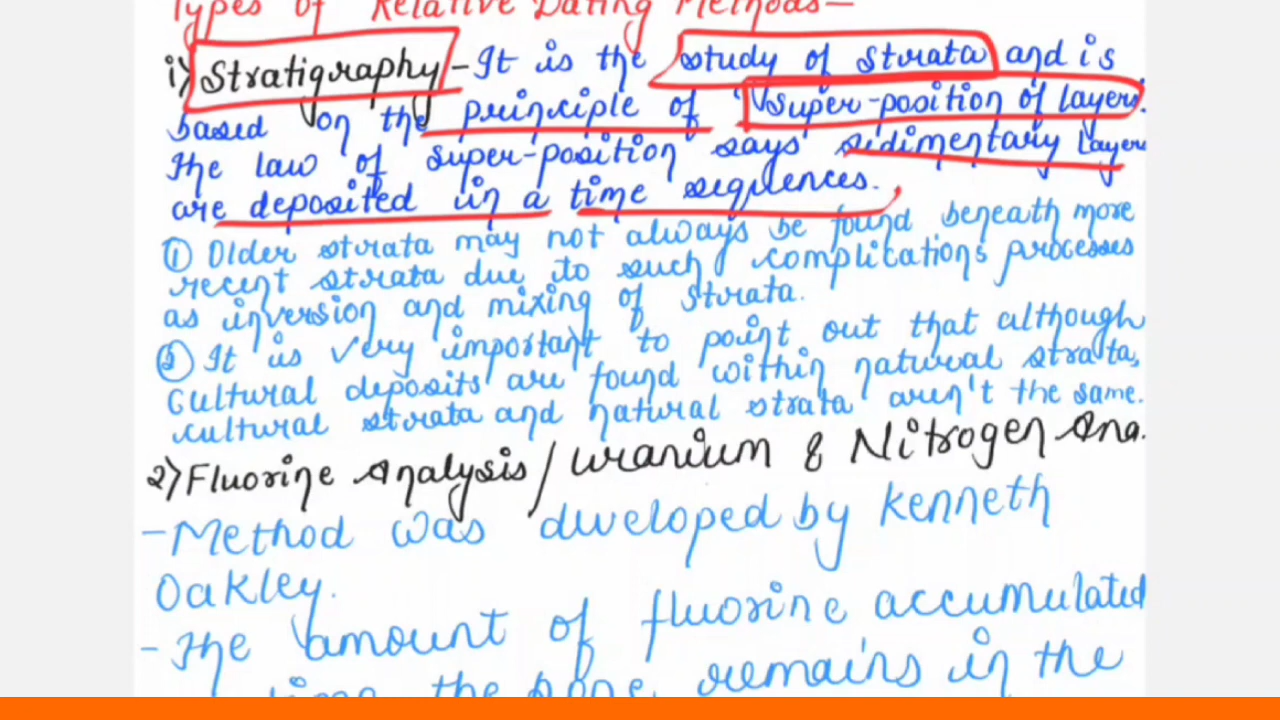 Types of Relative Dating Methods-
i) Stratigraphy - It is the study of strata and is
based on the principle of "Super-position of layers.
The law of super-position says sedimentary layers
are deposited in a time sequences.
① Older strata may not always be found beneath more
recent strata due to such complications processes
as inversion and mixing of strata.
② It is very important to point out that although
cultural deposits are found within natural strata,
cultural strata and natural strata aren't the same.
2) Fluorine Analysis/Uranium & Nitrogen Ana.
- Method was dweloped by Kenneth
Oakley.
- The amount of fluorine accumulated
time the bone remains in the